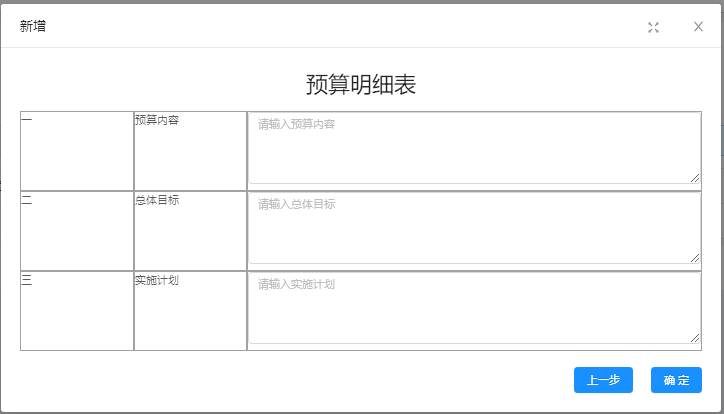 新增
预算明细表
一 预算内容 请输入预算内容
二 总体目标 请输入总体目标
三 实施计划 请输入实施计划
上一步 确 定